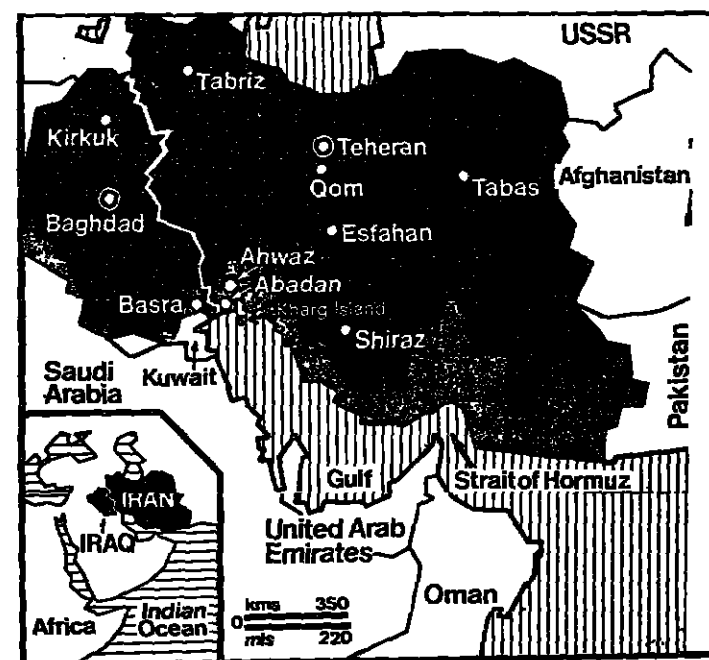 USSR
Tabriz
Kirkuk
Teheran
Qom
Tabas
Afghanistan
Baghdad
Esfahan
Ahwaz
Abadan
Basra
Kharg Island
Shiraz
Kuwait
Saudi
Arabia
Pakistan
Gulf
Strait of Hormuz
IRAN
IRAQ
United Arab
Emirates
Oman
Africa
Indian
Ocean
kms 350
0
mls 220